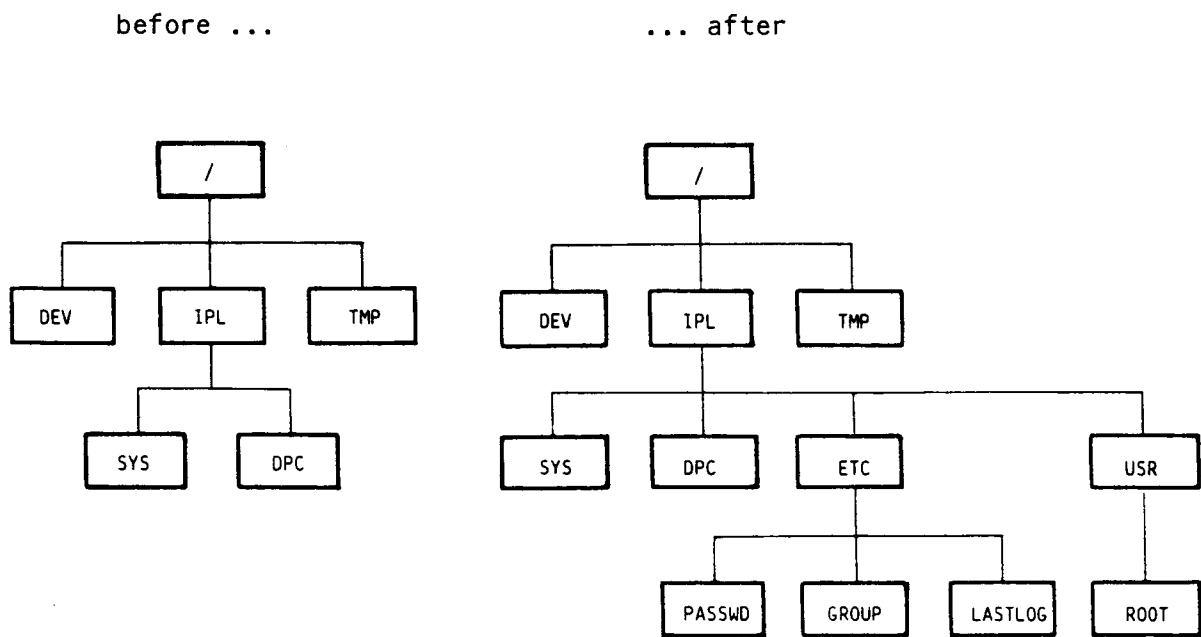 before ... ... after
/ /
DEV IPL TMP DEV IPL TMP
SYS DPC SYS DPC ETC USR
PASSWD GROUP LASTLOG ROOT